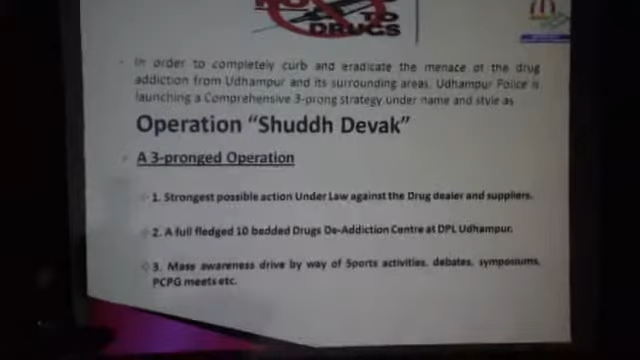 TO
DRUGS
In order to completely curb and eradicate the menace of the drug
addiction from Udhampur and its surrounding areas, Udhampur Police is
launching a Comprehensive 3-prong strategy under name and style as
Operation “Shuddh Devak”
A 3-pronged Operation
1. Strongest possible action Under Law against the Drug dealer and suppliers.
2. A full fledged 10 bedded Drugs De-Addiction Centre at DPL Udhampur.
3. Mass awareness drive by way of Sports activities, debates, symposiums,
PCPG meets etc.